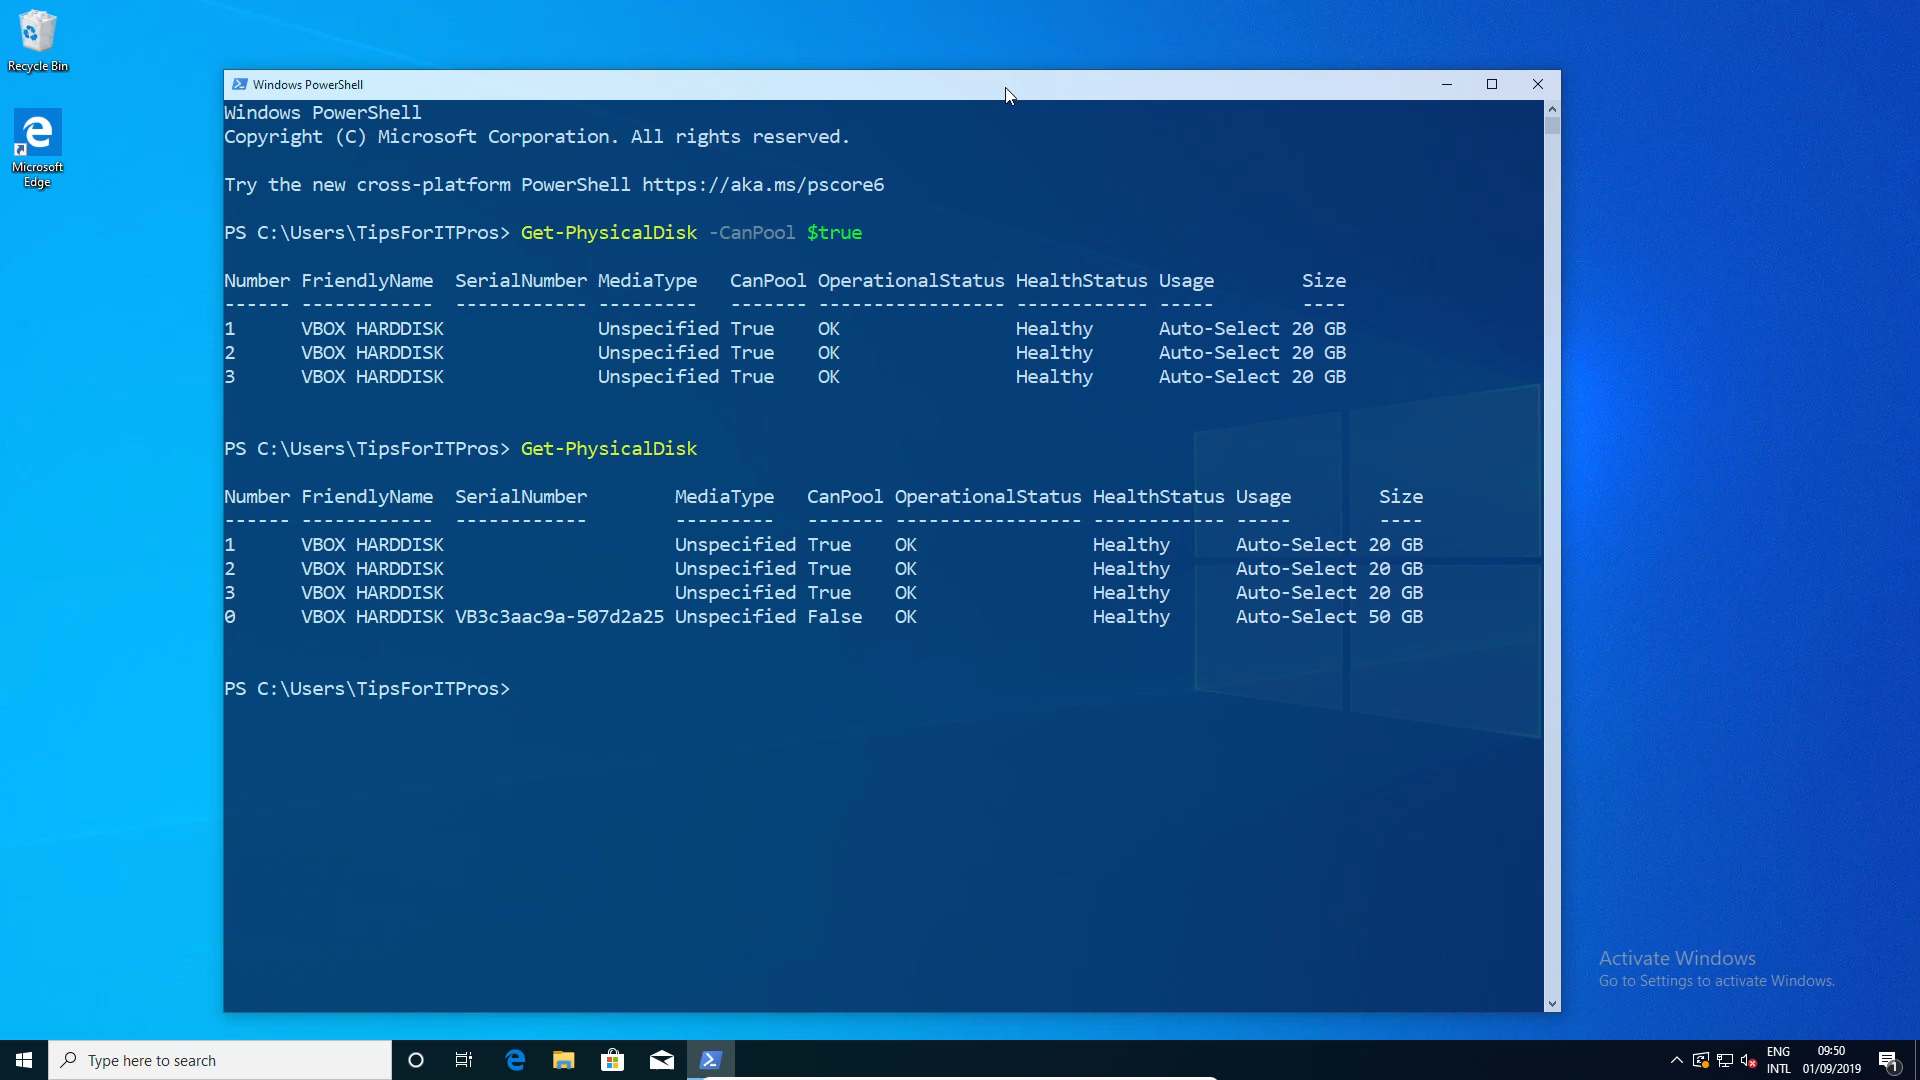 Recycle Bin
Microsoft
Edge
Windows PowerShell
Windows PowerShell
Copyright (C) Microsoft Corporation. All rights reserved.
Try the new cross-platform PowerShell https://aka.ms/pscore6
PS C:\Users\TipsForITPros> Get-PhysicalDisk -CanPool $true
Number FriendlyName  SerialNumber MediaType   CanPool OperationalStatus HealthStatus Usage        Size
------ ------------  ------------ ---------   ------- ----------------- ------------ -----        ----
1      VBOX HARDDISK              Unspecified True    OK                Healthy      Auto-Select 20 GB
2      VBOX HARDDISK              Unspecified True    OK                Healthy      Auto-Select 20 GB
3      VBOX HARDDISK              Unspecified True    OK                Healthy      Auto-Select 20 GB
PS C:\Users\TipsForITPros> Get-PhysicalDisk
Number FriendlyName  SerialNumber        MediaType   CanPool OperationalStatus HealthStatus Usage        Size
------ ------------  ------------        ---------   ------- ----------------- ------------ -----        ----
1      VBOX HARDDISK                     Unspecified True    OK                Healthy      Auto-Select 20 GB
2      VBOX HARDDISK                     Unspecified True    OK                Healthy      Auto-Select 20 GB
3      VBOX HARDDISK                     Unspecified True    OK                Healthy      Auto-Select 20 GB
0      VBOX HARDDISK VB3c3aac9a-507d2a25 Unspecified False   OK                Healthy      Auto-Select 50 GB
PS C:\Users\TipsForITPros>
Activate Windows
Go to Settings to activate Windows.
Type here to search
ENG
INTL
09:50
01/09/2019
1